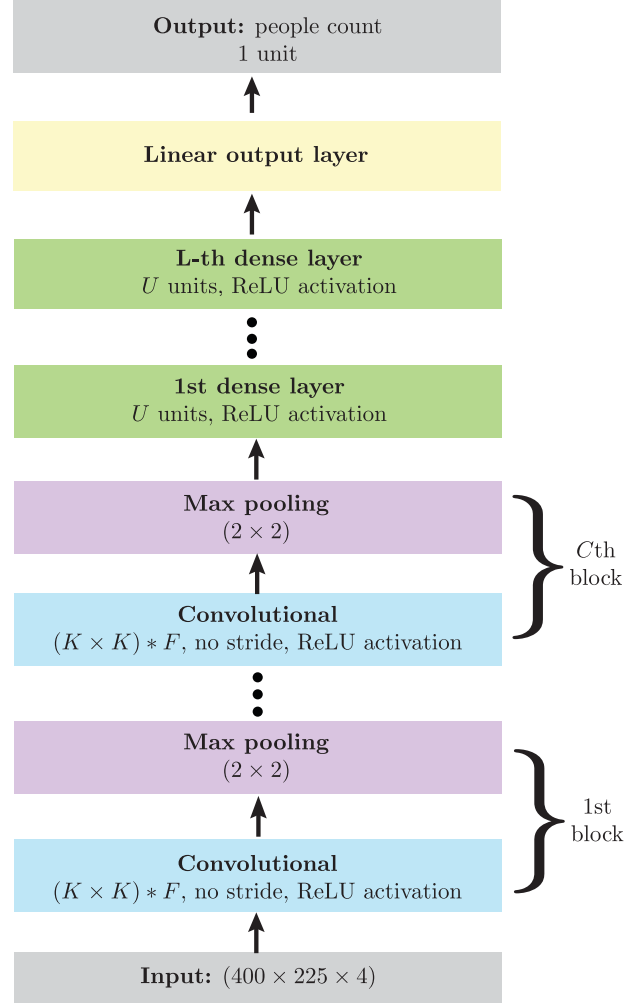 Output: people count
1 unit
Linear output layer
L-th dense layer
U units, ReLU activation
1st dense layer
U units, ReLU activation
Max pooling
(2 × 2)
Cth
block
Convolutional
(K × K) ∗ F, no stride, ReLU activation
Max pooling
(2 × 2)
1st
block
Convolutional
(K × K) ∗ F, no stride, ReLU activation
Input: (400 × 225 × 4)